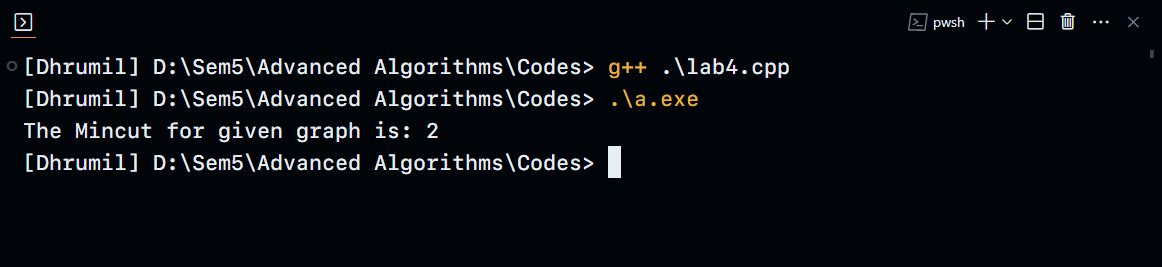 pwsh
[Dhrumil] D:\Sem5\Advanced Algorithms\Codes> g++ .\lab4.cpp
[Dhrumil] D:\Sem5\Advanced Algorithms\Codes> .\a.exe
The Mincut for given graph is: 2
[Dhrumil] D:\Sem5\Advanced Algorithms\Codes>